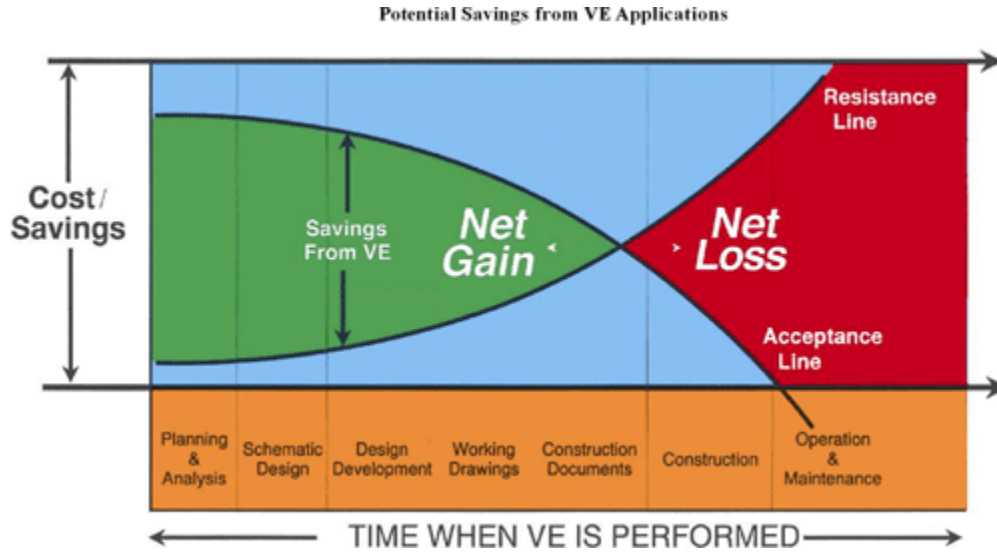 Potential Savings from VE Applications
Resistance
Line
Cost/
Savings
Savings
From VE
Net
Gain
Net
Loss
Acceptance
Line
Planning
&
Analysis
Schematic
Design
Design
Development
Working
Drawings
Construction
Documents
Construction
Operation
&
Maintenance
TIME WHEN VE IS PERFORMED